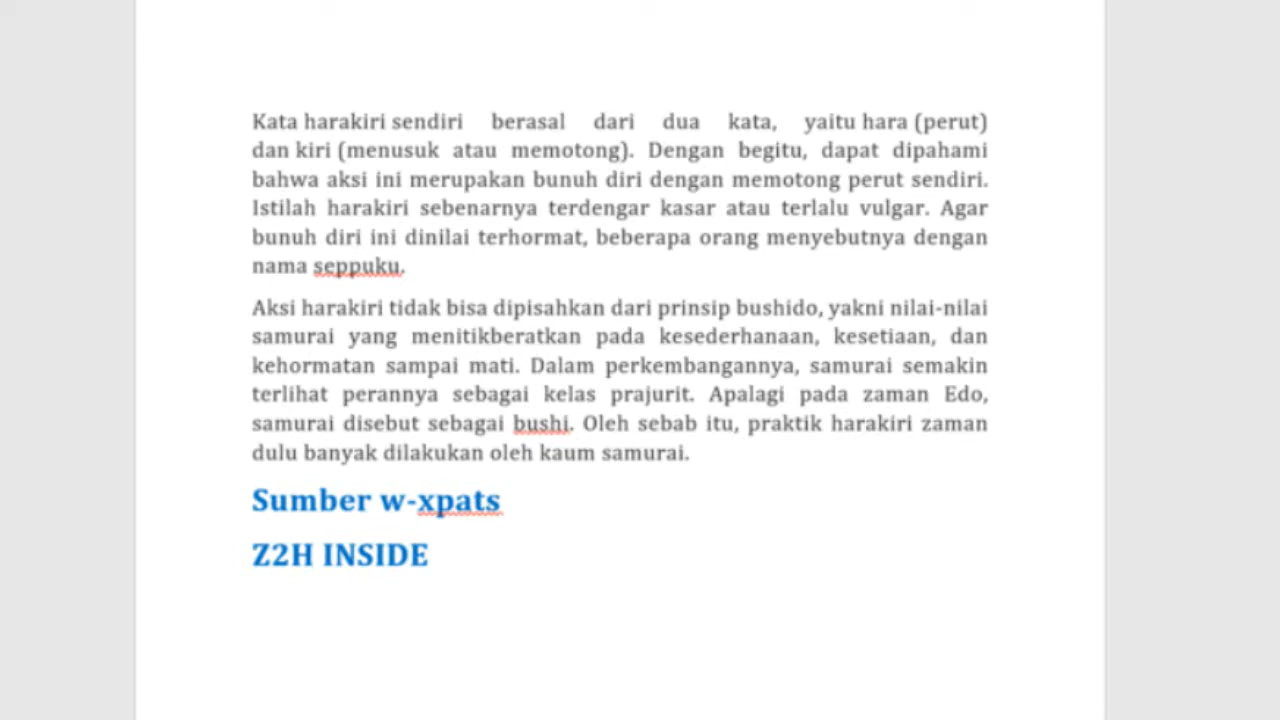 Kata harakiri sendiri berasal dari dua kata, yaitu hara (perut)
dan kiri (menusuk atau memotong). Dengan begitu, dapat dipahami
bahwa aksi ini merupakan bunuh diri dengan memotong perut sendiri.
Istilah harakiri sebenarnya terdengar kasar atau terlalu vulgar. Agar
bunuh diri ini dinilai terhormat, beberapa orang menyebutnya dengan
nama seppuku.
Aksi harakiri tidak bisa dipisahkan dari prinsip bushido, yakni nilai-nilai
samurai yang menitikberatkan pada kesederhanaan, kesetiaan, dan
kehormatan sampai mati. Dalam perkembangannya, samurai semakin
terlihat perannya sebagai kelas prajurit. Apalagi pada zaman Edo,
samurai disebut sebagai bushi. Oleh sebab itu, praktik harakiri zaman
dulu banyak dilakukan oleh kaum samurai.
Sumber w-xpats
Z2H INSIDE